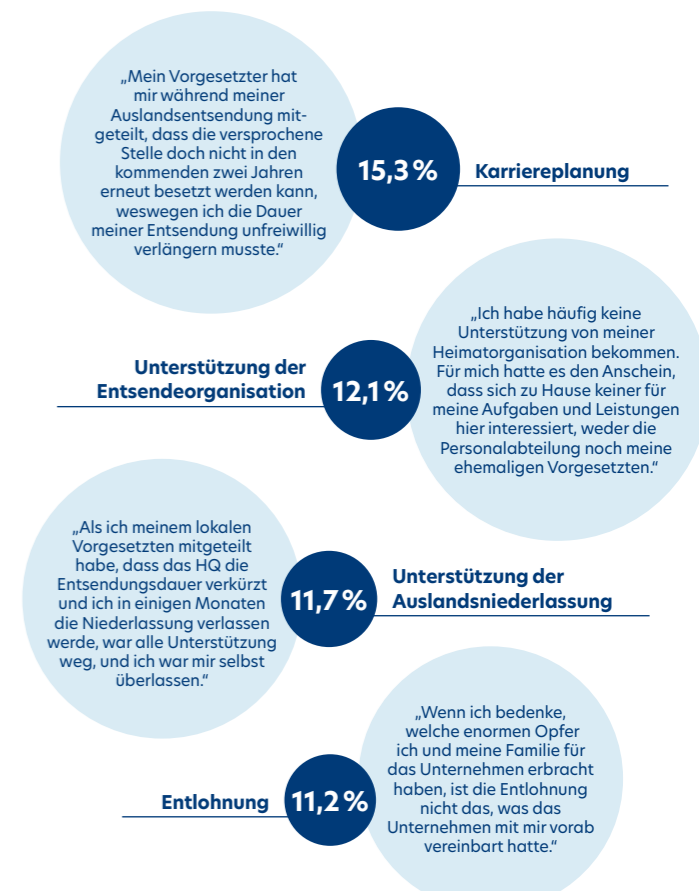 „Mein Vorgesetzter hat
mir während meiner
Auslandsentsendung mit-
geteilt, dass die versprochene
Stelle doch nicht in den
kommenden zwei Jahren
erneut besetzt werden kann,
weswegen ich die Dauer
meiner Entsendung unfreiwillig
verlängern musste.“
15,3 %
Karriereplanung
Unterstützung der
Entsendeorganisation
12,1 %
„Ich habe häufig keine
Unterstützung von meiner
Heimatorganisation bekommen.
Für mich hatte es den Anschein,
dass sich zu Hause keiner für
meine Aufgaben und Leistungen
hier interessiert, weder die
Personalabteilung noch meine
ehemaligen Vorgesetzten.“
„Als ich meinem lokalen
Vorgesetzten mitgeteilt
habe, dass das HQ die
Entsendungsdauer verkürzt
und ich in einigen Monaten
die Niederlassung verlassen
werde, war alle Unterstützung
weg, und ich war mir selbst
überlassen.“
11,7 %
Unterstützung der
Auslandsniederlassung
Entlohnung
11,2 %
„Wenn ich bedenke,
welche enormen Opfer
ich und meine Familie für
das Unternehmen erbracht
haben, ist die Entlohnung
nicht das, was das
Unternehmen mit mir vorab
vereinbart hatte.“